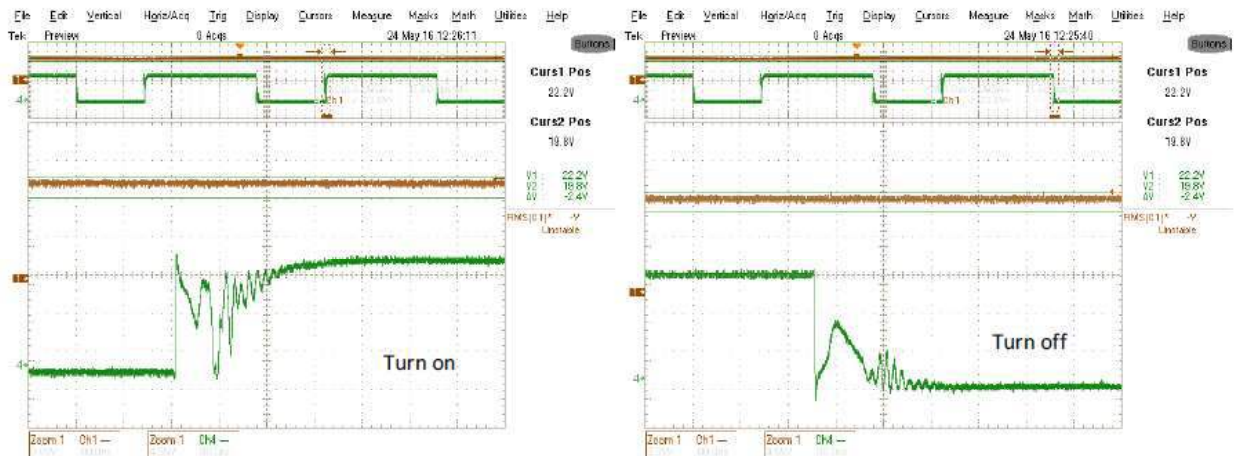 File Edit Vertical Horiz/Acq Trig Display Cursors Measure Masks Math Utilities Help
Tek Preview 0 Acqs 24 May 16 12:26:11
Buttons
Curs1 Pos
22.2V
Curs2 Pos
19.8V
V1: 22.2V
V2: 19.8V
ΔV: -2.4V
Unstable
Ch1
Turn on
Zoom 1 Ch1 Zoom 1 Ch4
File Edit Vertical Horiz/Acq Trig Display Cursors Measure Masks Math Utilities Help
Tek Preview 0 Acqs 24 May 16 12:25:40
Buttons
Curs1 Pos
22.2V
Curs2 Pos
19.8V
V1: 22.2V
V2: 19.8V
ΔV: -2.4V
Unstable
Ch1
Turn off
Zoom 1 Ch1 Zoom 1 Ch4